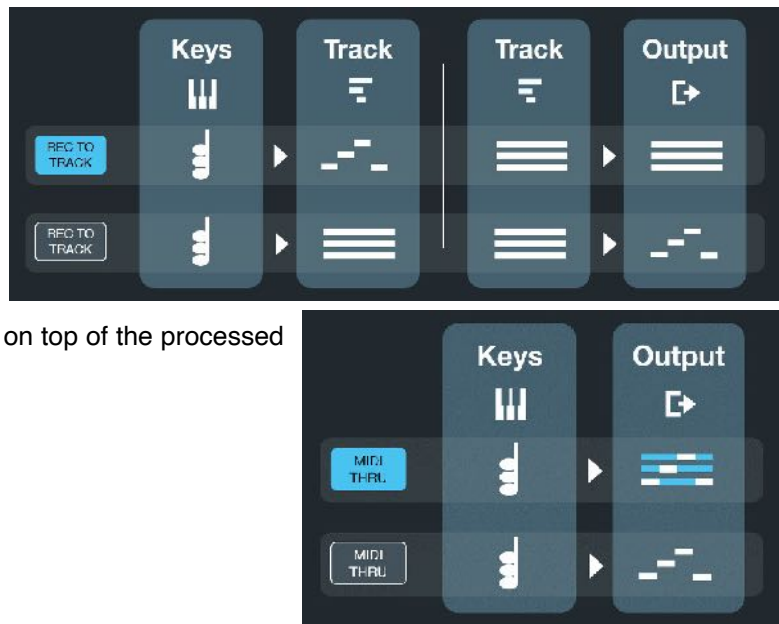 Keys Track Track Output
REC TO
TRACK
REC TO
TRACK
on top of the processed
Keys Output
MIDI
THRU
MIDI
THRU